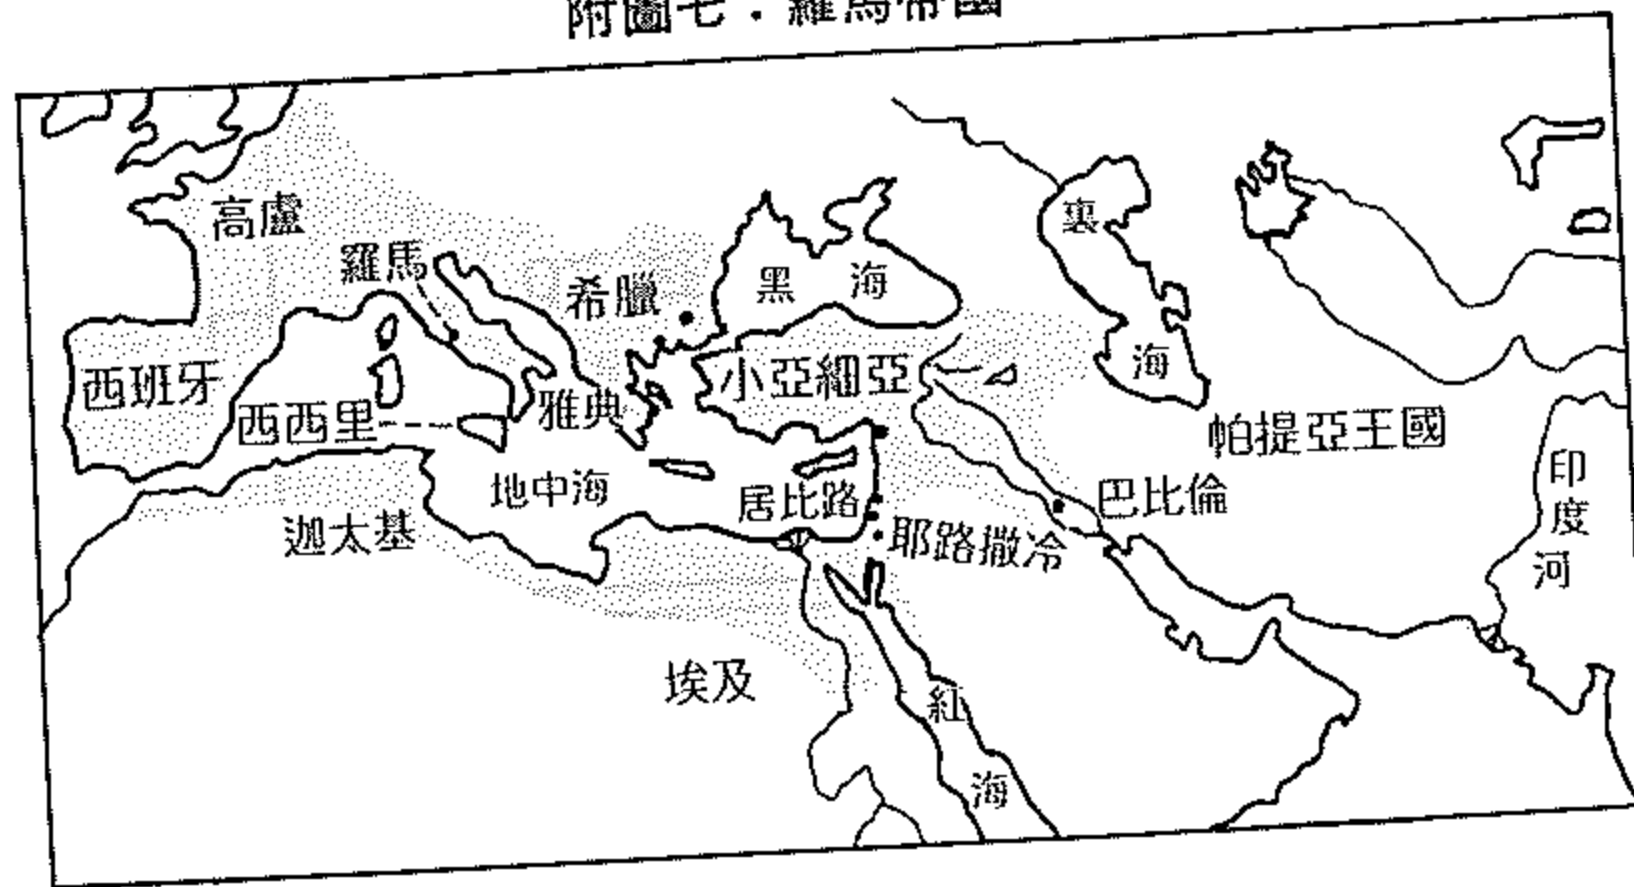 附圖七：羅馬帝國
高盧
羅馬
希臘
黑海
裏海
西班牙
小亞細亞
西西里
雅典
帕提亞王國
地中海
居比路
巴比倫
印度河
迦太基
耶路撒冷
埃及
紅海